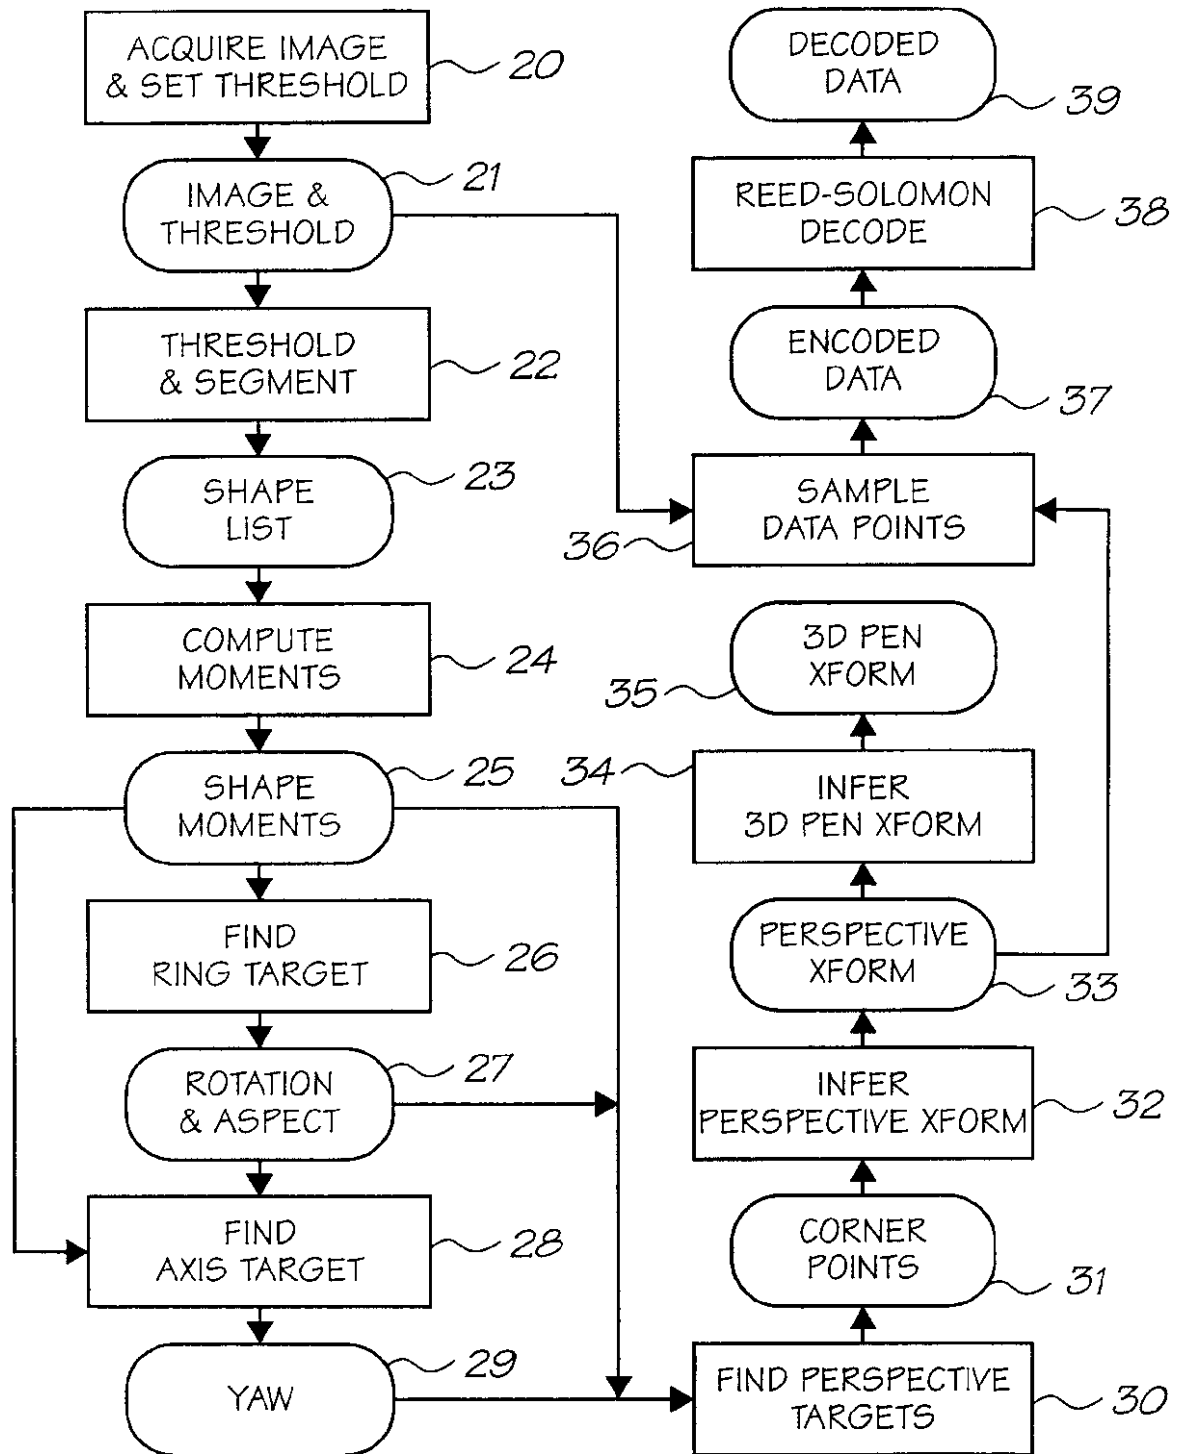 ACQUIRE IMAGE
& SET THRESHOLD
20
IMAGE &
THRESHOLD
21
THRESHOLD
& SEGMENT
22
SHAPE
LIST
23
COMPUTE
MOMENTS
24
SHAPE
MOMENTS
25
FIND
RING TARGET
26
ROTATION
& ASPECT
27
FIND
AXIS TARGET
28
YAW
29
DECODED
DATA
39
REED-SOLOMON
DECODE
38
ENCODED
DATA
37
SAMPLE
DATA POINTS
36
3D PEN
XFORM
35
INFER
3D PEN XFORM
34
PERSPECTIVE
XFORM
33
INFER
PERSPECTIVE XFORM
32
CORNER
POINTS
31
FIND PERSPECTIVE
TARGETS
30